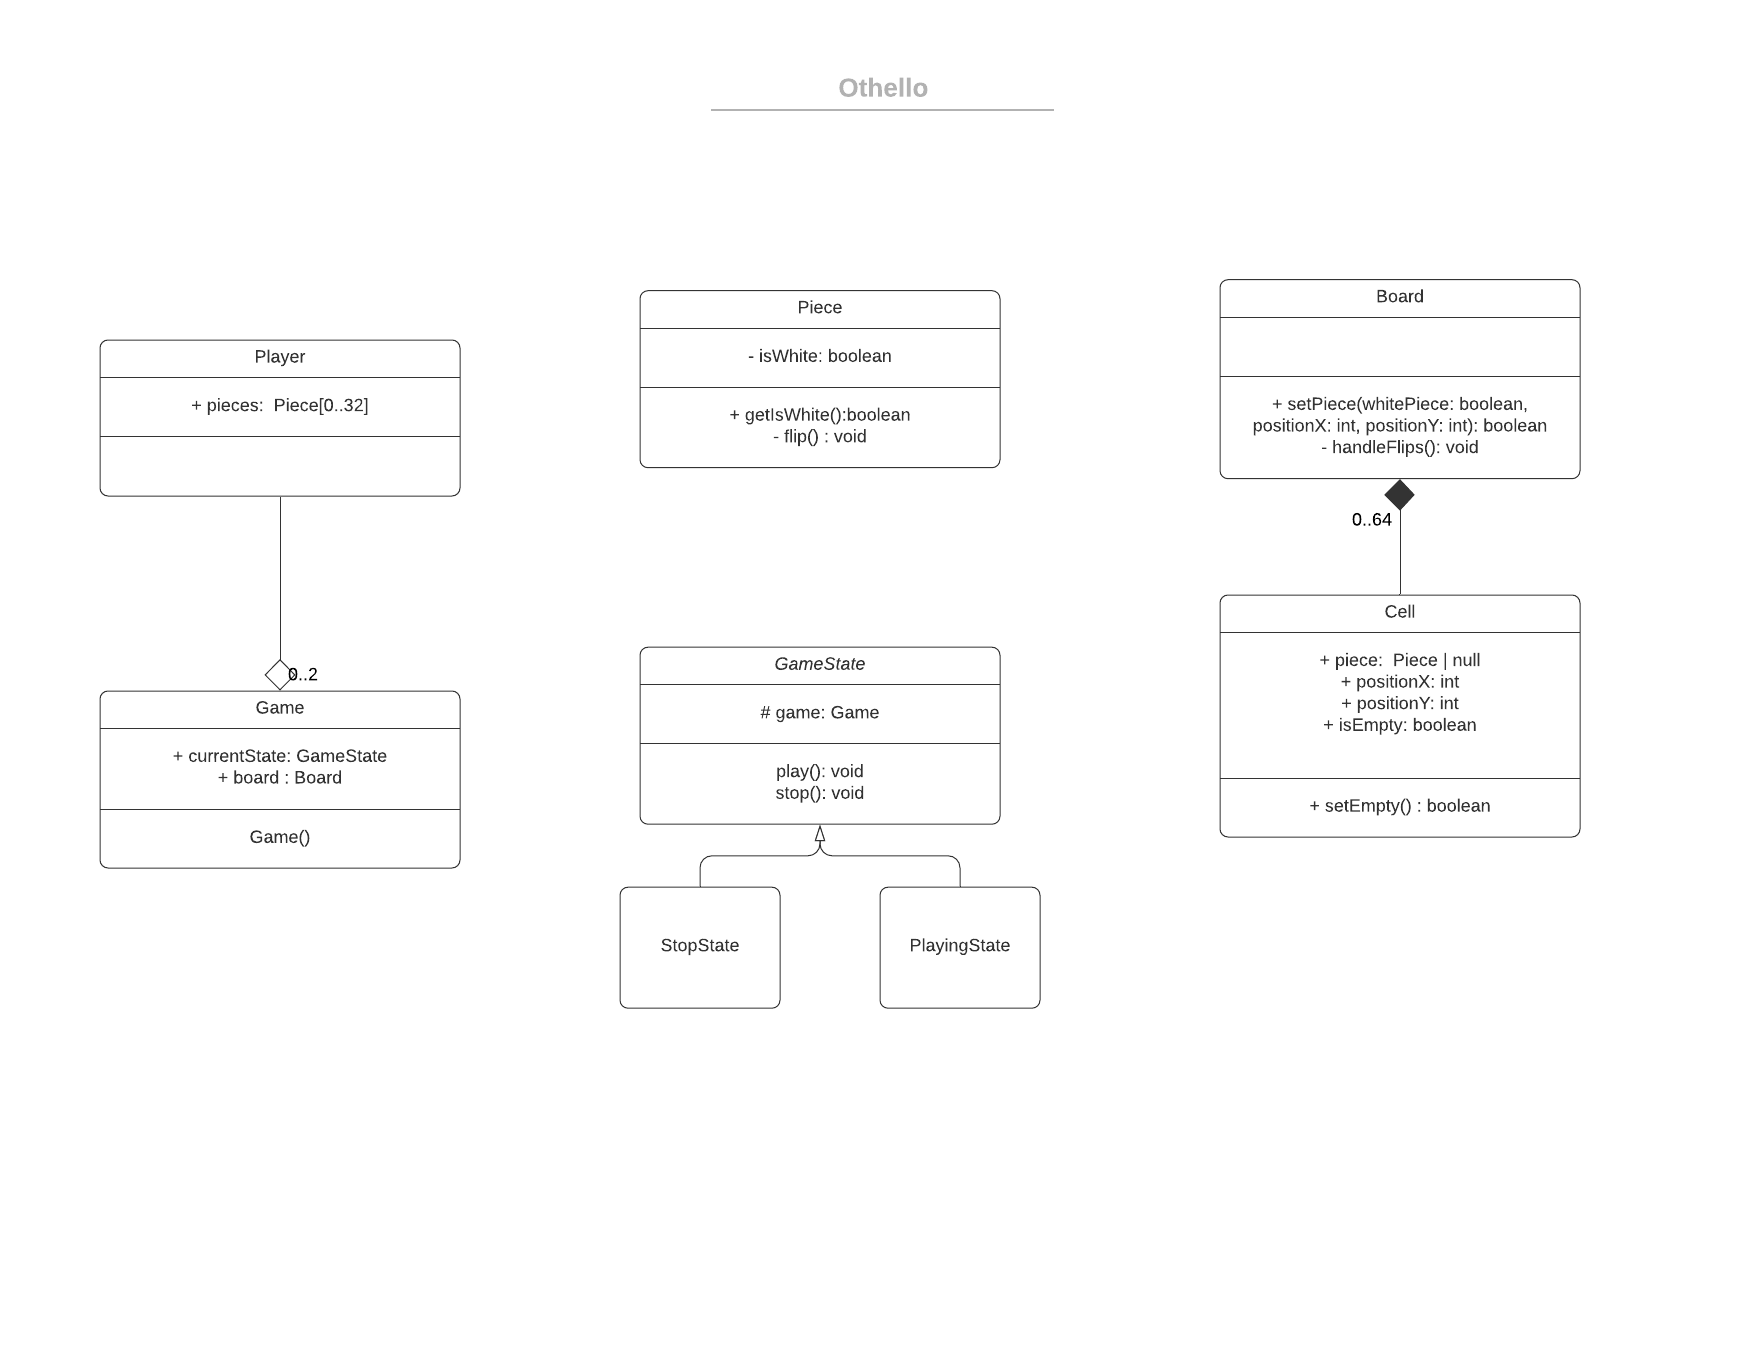 Othello
Player
+ pieces:  Piece[0..32]
0..2
Game
+ currentState: GameState
+ board : Board
Game()
Piece
- isWhite: boolean
+ getIsWhite():boolean
- flip() : void
GameState
# game: Game
play(): void
stop(): void
StopState
PlayingState
Board
+ setPiece(whitePiece: boolean,
positionX: int, positionY: int): boolean
- handleFlips(): void
0..64
Cell
+ piece:  Piece | null
+ positionX: int
+ positionY: int
+ isEmpty: boolean
+ setEmpty() : boolean